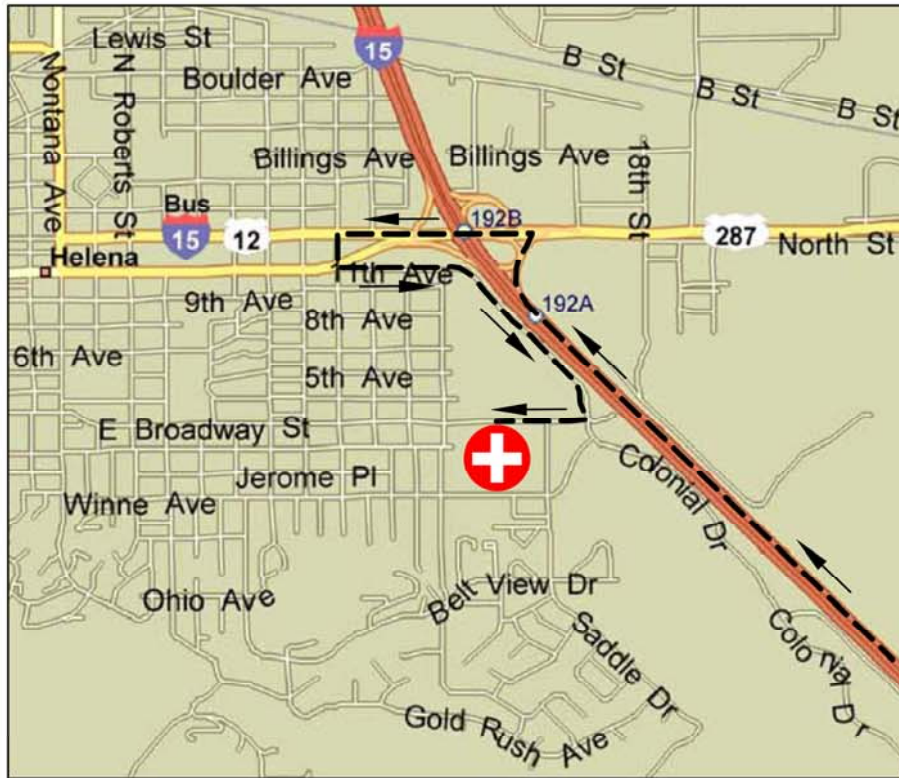 Lewis St
15
B St
B St
B St
Boulder Ave
Montana Ave
N Roberts St
18th St
Billings Ave
Billings Ave
Bus
192B
15
12
287
North St
Helena
11th Ave
9th Ave
192A
8th Ave
6th Ave
5th Ave
E Broadway St
Jerome Pl
Colonial Dr
Winne Ave
Belt View Dr
Ohio Ave
Saddle Dr
Colonial Dr
Gold Rush Ave